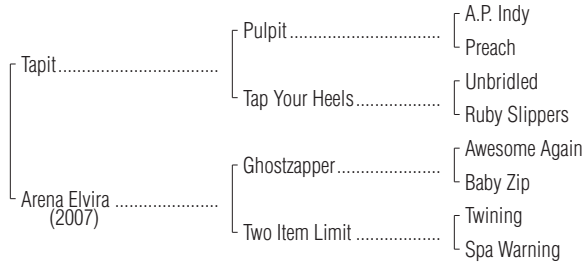 A.P. Indy
Pulpit........................................
Preach
Tapit...........................
Unbridled
Tap Your Heels......................
Ruby Slippers
Awesome Again
Ghostzapper..........................
Baby Zip
Arena Elvira .................
(2007)
Twining
Two Item Limit ......................
Spa Warning